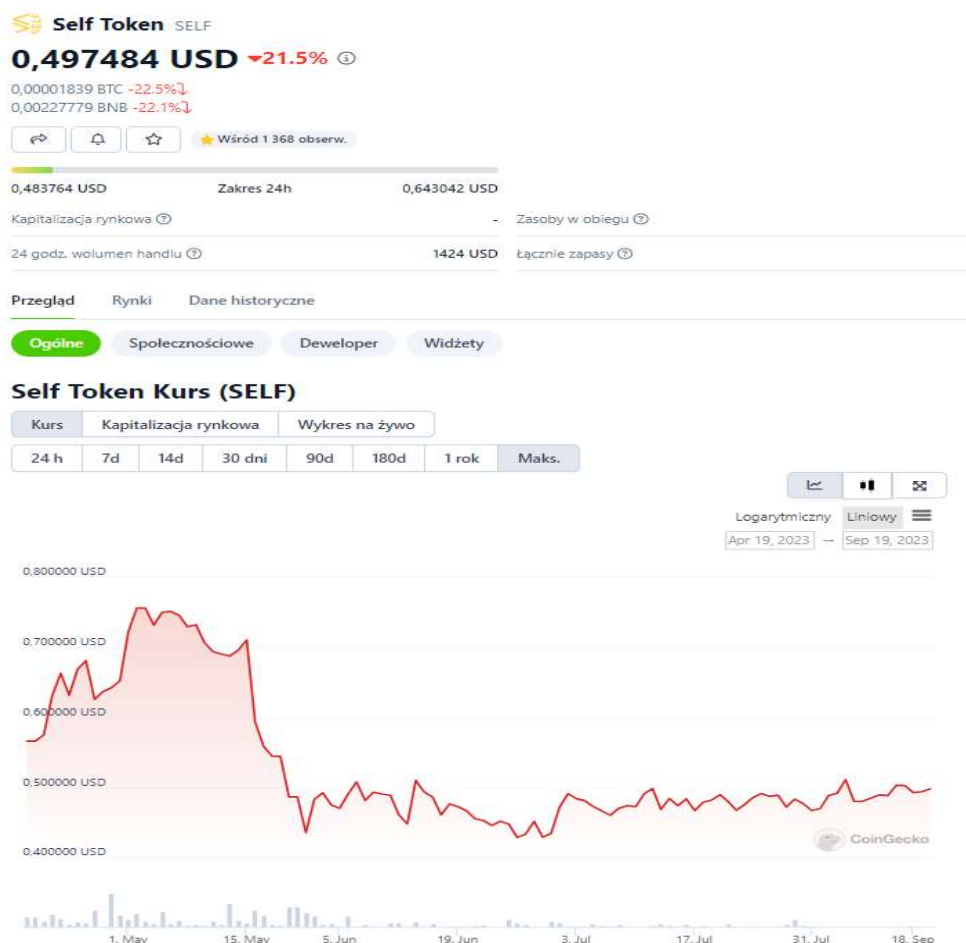 Self Token SELF
0,497484 USD 21.5%
0,00001839 BTC -22.5%
0,00227779 BNB -22.1%
Wśród 1 368 obserw.
0,483764 USD Zakres 24h 0,643042 USD
Kapitalizacja rynkowa - Zasoby w obiegu
24 godz. wolumen handlu 1424 USD Łącznie zapasy
Przegląd Rynki Dane historyczne
Ogólne Społecznościowe Deweloper Widżety
Self Token Kurs (SELF)
Kurs Kapitalizacja rynkowa Wykres na żywo
24 h 7d 14d 30 dni 90d 180d 1 rok Maks.
Logarytmiczny Liniowy
Apr 19, 2023 → Sep 19, 2023
0,800000 USD
0,700000 USD
0,600000 USD
0,500000 USD
0,400000 USD
CoinGecko
1. May 15. May 5. Jun 19. Jun 3. Jul 17. Jul 31. Jul 18. Sep